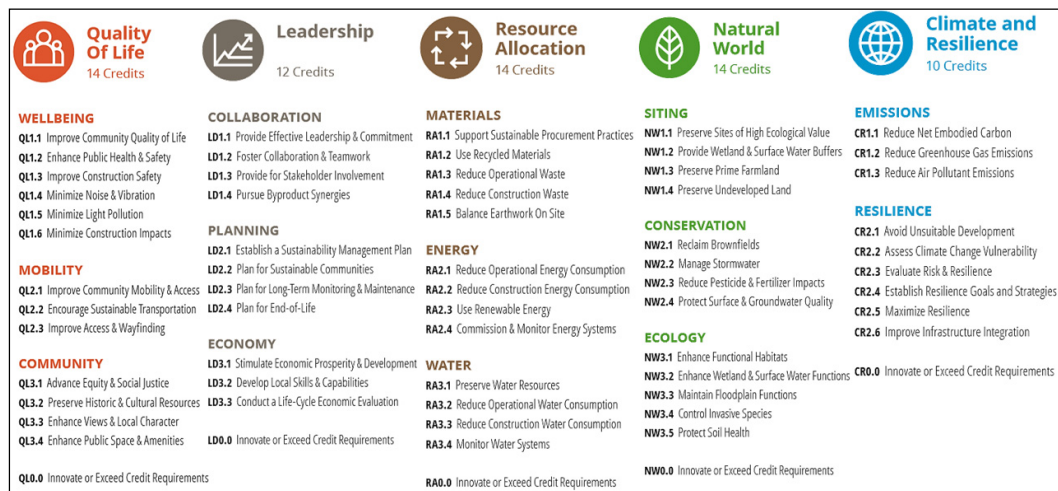 Quality
Of Life
14 Credits
WELLBEING
QL1.1 Improve Community Quality of Life
QL1.2 Enhance Public Health & Safety
QL1.3 Improve Construction Safety
QL1.4 Minimize Noise & Vibration
QL1.5 Minimize Light Pollution
QL1.6 Minimize Construction Impacts
MOBILITY
QL2.1 Improve Community Mobility & Access
QL2.2 Encourage Sustainable Transportation
QL2.3 Improve Access & Wayfinding
COMMUNITY
QL3.1 Advance Equity & Social Justice
QL3.2 Preserve Historic & Cultural Resources
QL3.3 Enhance Views & Local Character
QL3.4 Enhance Public Space & Amenities
QL0.0 Innovate or Exceed Credit Requirements
Leadership
12 Credits
COLLABORATION
LD1.1 Provide Effective Leadership & Commitment
LD1.2 Foster Collaboration & Teamwork
LD1.3 Provide for Stakeholder Involvement
LD1.4 Pursue Byproduct Synergies
PLANNING
LD2.1 Establish a Sustainability Management Plan
LD2.2 Plan for Sustainable Communities
LD2.3 Plan for Long-Term Monitoring & Maintenance
LD2.4 Plan for End-of-Life
ECONOMY
LD3.1 Stimulate Economic Prosperity & Development
LD3.2 Develop Local Skills & Capabilities
LD3.3 Conduct a Life-Cycle Economic Evaluation
LD0.0 Innovate or Exceed Credit Requirements
Resource
Allocation
14 Credits
MATERIALS
RA1.1 Support Sustainable Procurement Practices
RA1.2 Use Recycled Materials
RA1.3 Reduce Operational Waste
RA1.4 Reduce Construction Waste
RA1.5 Balance Earthwork On Site
ENERGY
RA2.1 Reduce Operational Energy Consumption
RA2.2 Reduce Construction Energy Consumption
RA2.3 Use Renewable Energy
RA2.4 Commission & Monitor Energy Systems
WATER
RA3.1 Preserve Water Resources
RA3.2 Reduce Operational Water Consumption
RA3.3 Reduce Construction Water Consumption
RA3.4 Monitor Water Systems
RA0.0 Innovate or Exceed Credit Requirements
Natural
World
14 Credits
SITING
NW1.1 Preserve Sites of High Ecological Value
NW1.2 Provide Wetland & Surface Water Buffers
NW1.3 Preserve Prime Farmland
NW1.4 Preserve Undeveloped Land
CONSERVATION
NW2.1 Reclaim Brownfields
NW2.2 Manage Stormwater
NW2.3 Reduce Pesticide & Fertilizer Impacts
NW2.4 Protect Surface & Groundwater Quality
ECOLOGY
NW3.1 Enhance Functional Habitats
NW3.2 Enhance Wetland & Surface Water Functions
NW3.3 Maintain Floodplain Functions
NW3.4 Control Invasive Species
NW3.5 Protect Soil Health
NW0.0 Innovate or Exceed Credit Requirements
Climate and
Resilience
10 Credits
EMISSIONS
CR1.1 Reduce Net Embodied Carbon
CR1.2 Reduce Greenhouse Gas Emissions
CR1.3 Reduce Air Pollutant Emissions
RESILIENCE
CR2.1 Avoid Unsuitable Development
CR2.2 Assess Climate Change Vulnerability
CR2.3 Evaluate Risk & Resilience
CR2.4 Establish Resilience Goals and Strategies
CR2.5 Maximize Resilience
CR2.6 Improve Infrastructure Integration
CR0.0 Innovate or Exceed Credit Requirements